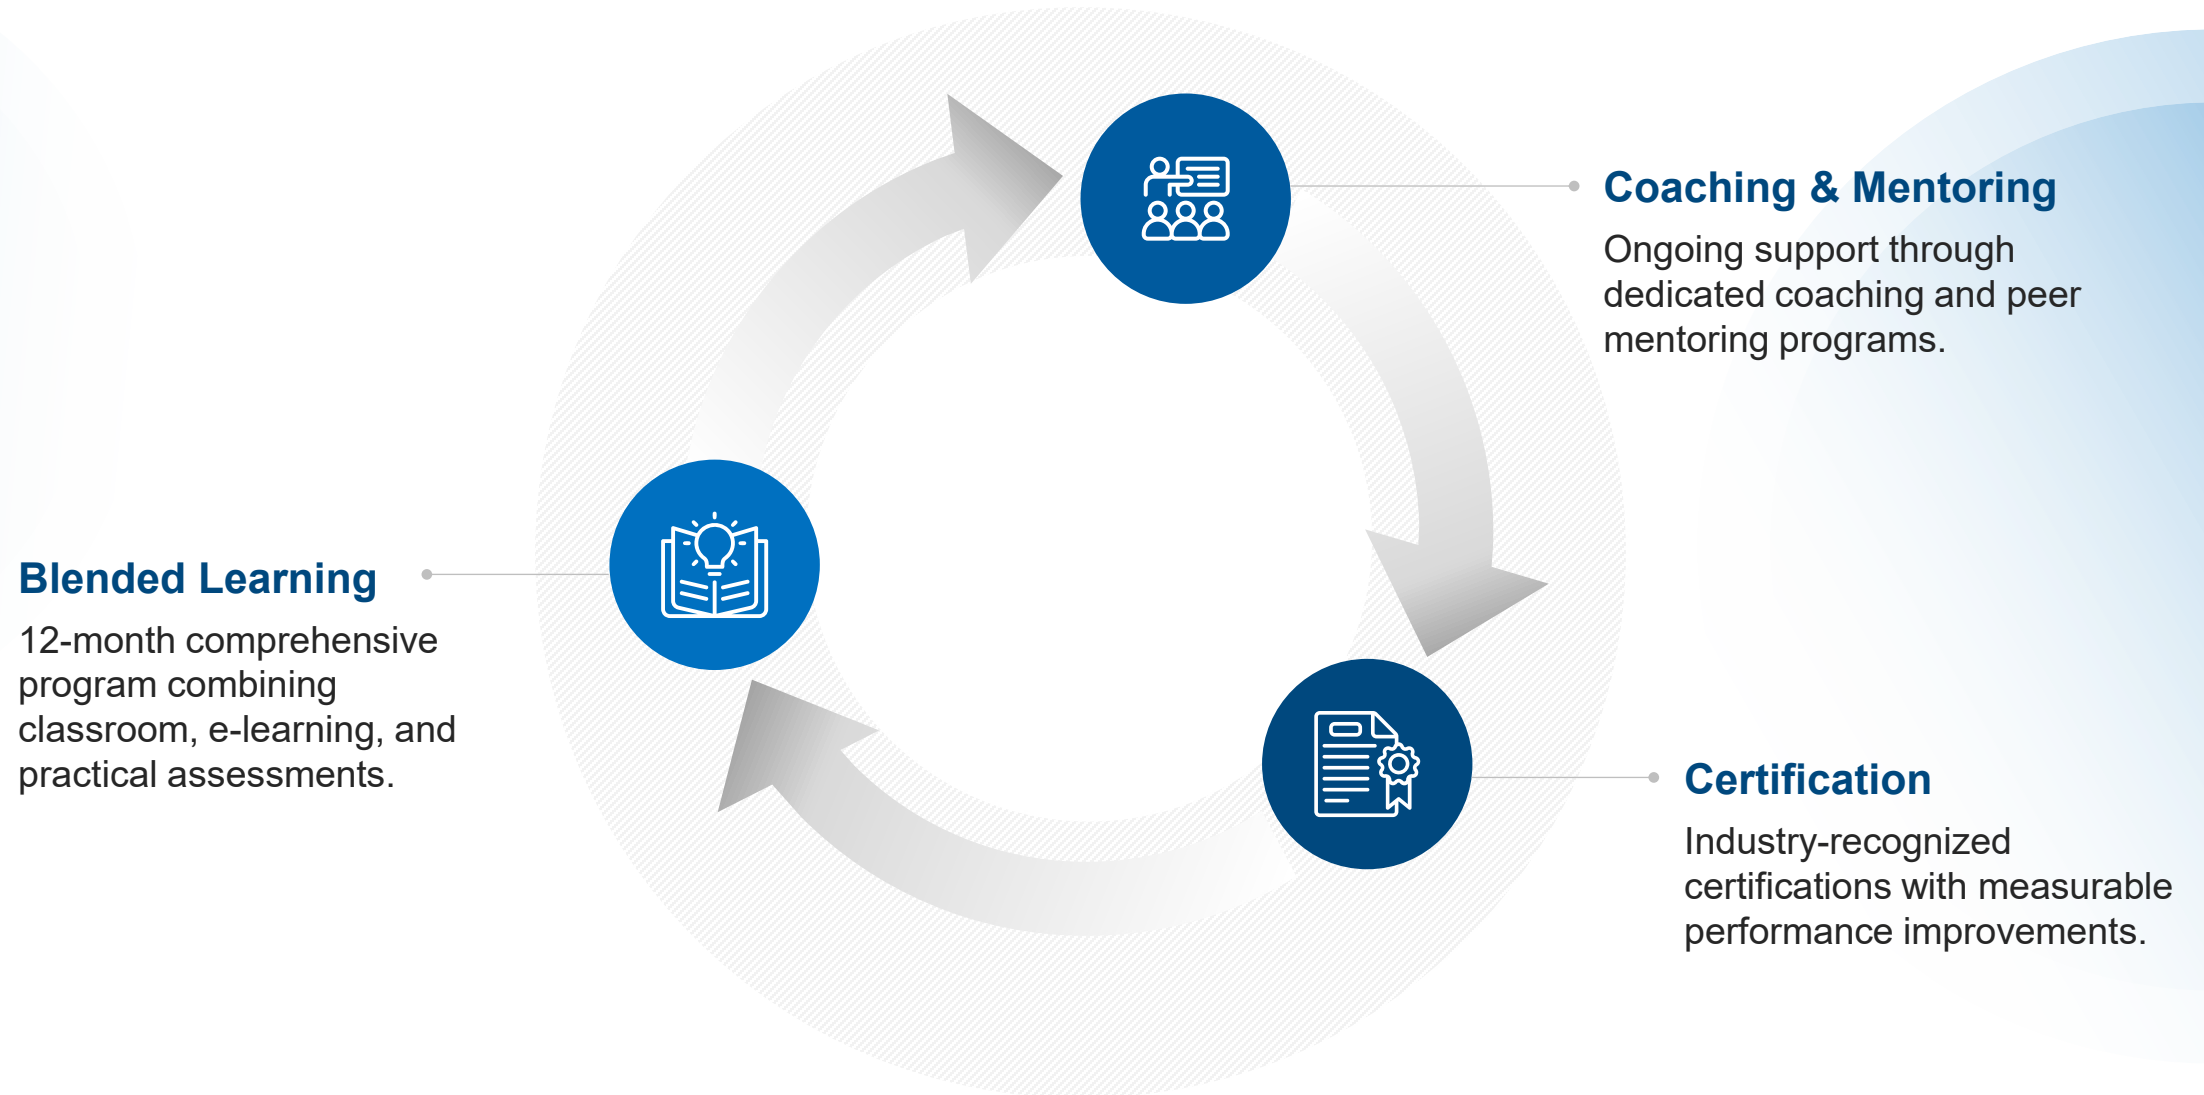 Coaching & Mentoring
Ongoing support through
dedicated coaching and peer
mentoring programs.
Blended Learning
12-month comprehensive
program combining
classroom, e-learning, and
practical assessments.
Certification
Industry-recognized
certifications with measurable
performance improvements.